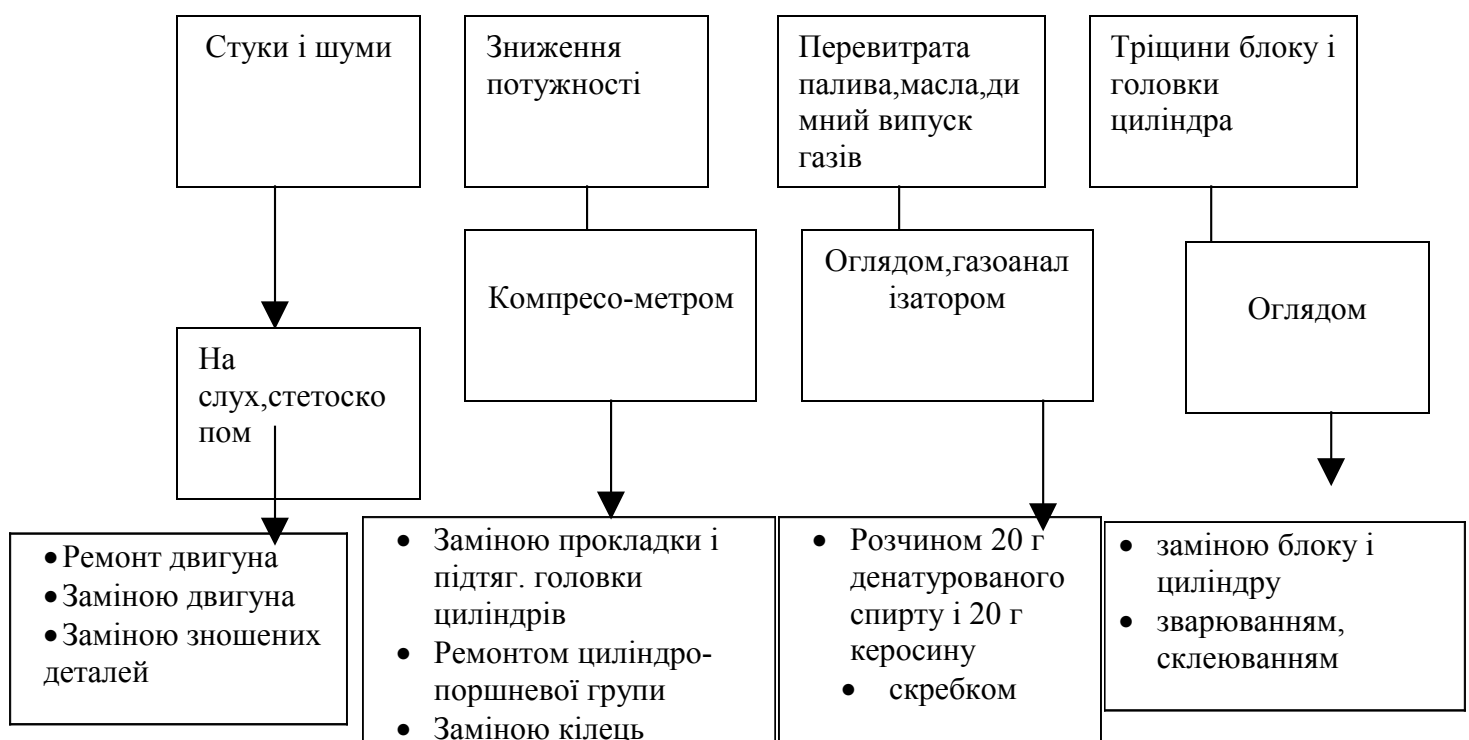 Стуки і шуми
Зниження
потужності
Перевитрата
палива,масла,ди
мний випуск
газів
Тріщини блоку і
головки
циліндра
На
слух,стетоско
пом
Компресо-метром
Оглядом,газоанал
ізатором
Оглядом
•Ремонт двигуна
•Заміною двигуна
•Заміною зношених
деталей
• Заміною прокладки і
підтяг. головки
циліндрів
• Ремонтом циліндро-
поршневої групи
• Заміною кілець
• Розчином 20 г
денатурованого
спирту і 20 г
керосину
• скребком
• заміною блоку і
циліндру
• зварюванням,
склеюванням